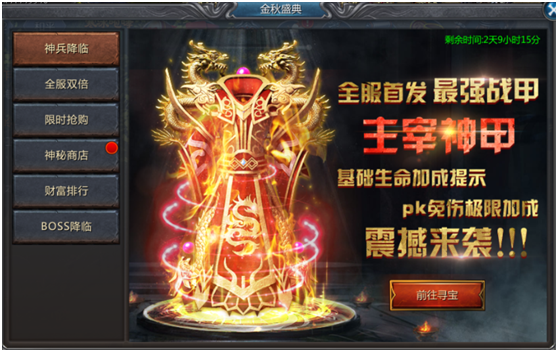 金秋盛典
神兵降临
全服双倍
限时抢购
神秘商店
财富排行
BOSS降临
剩余时间:2天9小时15分
全服首发 最强战甲
主宰神甲
基础生命加成提示
pk免伤极限加成
震撼来袭!!!
前往寻宝